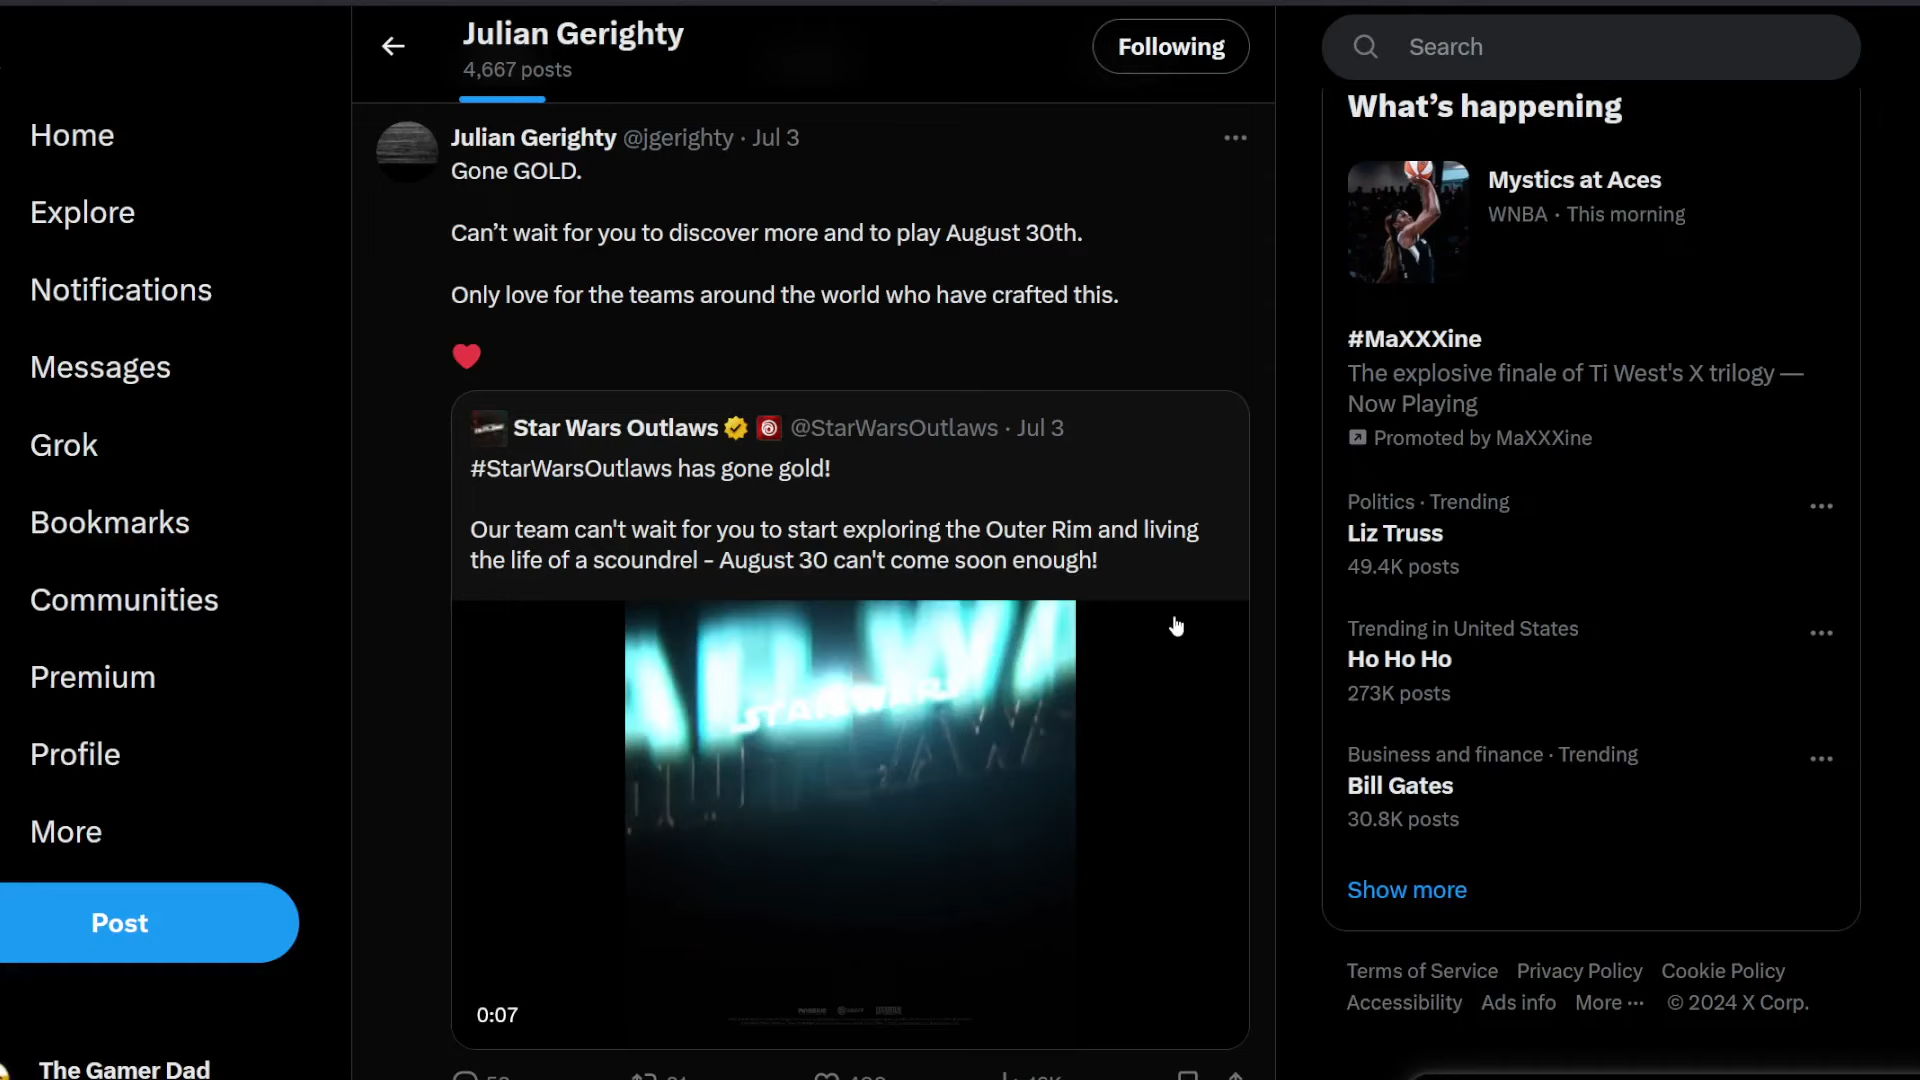 Julian Gerighty
4,667 posts
Following
Search
Home
Explore
Notifications
Messages
Grok
Bookmarks
Communities
Premium
Profile
More
Post
The Gamer Dad
Julian Gerighty @jgerighty · Jul 3
Gone GOLD.
Can’t wait for you to discover more and to play August 30th.
Only love for the teams around the world who have crafted this.
Star Wars Outlaws @StarWarsOutlaws · Jul 3
#StarWarsOutlaws has gone gold!
Our team can't wait for you to start exploring the Outer Rim and living
the life of a scoundrel - August 30 can't come soon enough!
STAR WARS
0:07
What’s happening
Mystics at Aces
WNBA · This morning
#MaXXXine
The explosive finale of Ti West's X trilogy —
Now Playing
Promoted by MaXXXine
Politics · Trending
Liz Truss
49.4K posts
Trending in United States
Ho Ho Ho
273K posts
Business and finance · Trending
Bill Gates
30.8K posts
Show more
Terms of Service Privacy Policy Cookie Policy
Accessibility Ads info More ··· © 2024 X Corp.